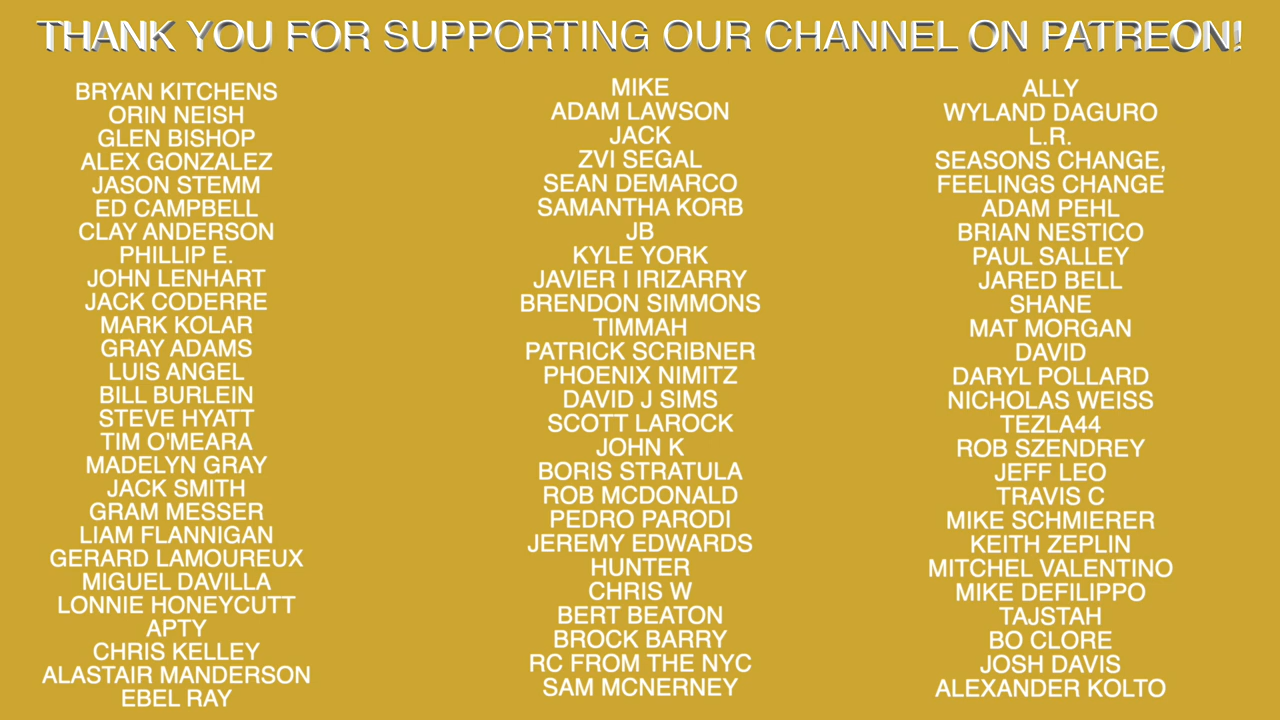 THANK YOU FOR SUPPORTING OUR CHANNEL ON PATREON!
BRYAN KITCHENS
ORIN NEISH
GLEN BISHOP
ALEX GONZALEZ
JASON STEMM
ED CAMPBELL
CLAY ANDERSON
PHILLIP E.
JOHN LENHART
JACK CODERRE
MARK KOLAR
GRAY ADAMS
LUIS ANGEL
BILL BURLEIN
STEVE HYATT
TIM O'MEARA
MADELYN GRAY
JACK SMITH
GRAM MESSER
LIAM FLANNIGAN
GERARD LAMOUREUX
MIGUEL DAVILLA
LONNIE HONEYCUTT
APTY
CHRIS KELLEY
ALASTAIR MANDERSON
EBEL RAY
MIKE
ADAM LAWSON
JACK
ZVI SEGAL
SEAN DEMARCO
SAMANTHA KORB
JB
KYLE YORK
JAVIER I IRIZARRY
BRENDON SIMMONS
TIMMAH
PATRICK SCRIBNER
PHOENIX NIMITZ
DAVID J SIMS
SCOTT LAROCK
JOHN K
BORIS STRATULA
ROB MCDONALD
PEDRO PARODI
JEREMY EDWARDS
HUNTER
CHRIS W
BERT BEATON
BROCK BARRY
RC FROM THE NYC
SAM MCNERNEY
ALLY
WYLAND DAGURO
L.R.
SEASONS CHANGE,
FEELINGS CHANGE
ADAM PEHL
BRIAN NESTICO
PAUL SALLEY
JARED BELL
SHANE
MAT MORGAN
DAVID
DARYL POLLARD
NICHOLAS WEISS
TEZLA44
ROB SZENDREY
JEFF LEO
TRAVIS C
MIKE SCHMIERER
KEITH ZEPLIN
MITCHEL VALENTINO
MIKE DEFILIPPO
TAJSTAH
BO CLORE
JOSH DAVIS
ALEXANDER KOLTO